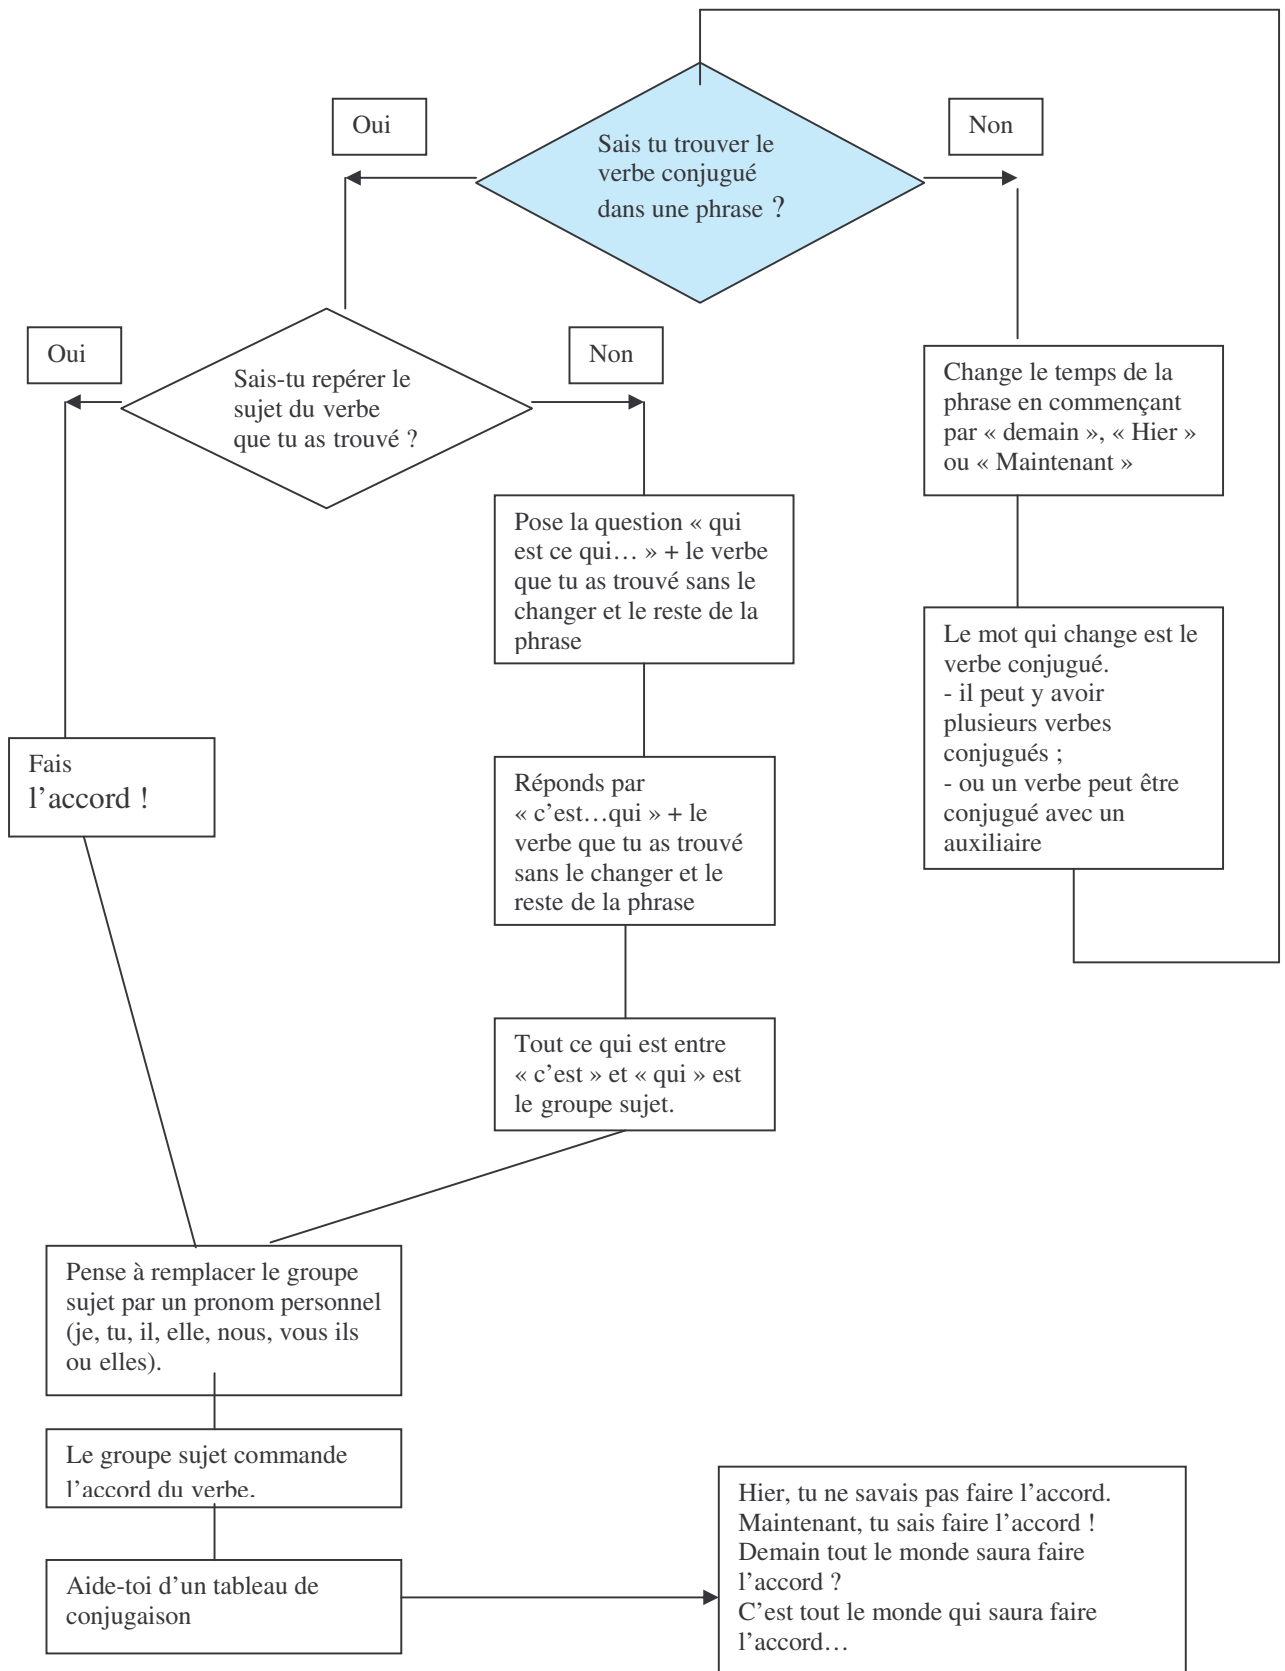 Oui
Sais tu trouver le
verbe conjugué
dans une phrase ?
Non
Oui
Sais-tu repérer le
sujet du verbe
que tu as trouvé ?
Non
Change le temps de la
phrase en commençant
par « demain », « Hier »
ou « Maintenant »
Pose la question « qui
est ce qui… » + le verbe
que tu as trouvé sans le
changer et le reste de la
phrase
Le mot qui change est le
verbe conjugué.
- il peut y avoir
plusieurs verbes
conjugués ;
- ou un verbe peut être
conjugué avec un
auxiliaire
Fais
l’accord !
Réponds par
« c’est…qui » + le
verbe que tu as trouvé
sans le changer et le
reste de la phrase
Tout ce qui est entre
« c’est » et « qui » est
le groupe sujet.
Pense à remplacer le groupe
sujet par un pronom personnel
(je, tu, il, elle, nous, vous ils
ou elles).
Le groupe sujet commande
l’accord du verbe.
Aide-toi d’un tableau de
conjugaison
Hier, tu ne savais pas faire l’accord.
Maintenant, tu sais faire l’accord !
Demain tout le monde saura faire
l’accord ?
C’est tout le monde qui saura faire
l’accord…